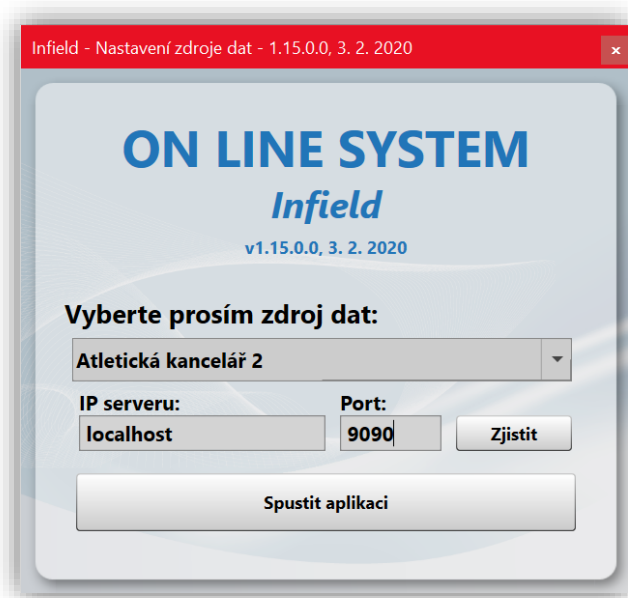 Infield - Nastavení zdroje dat - 1.15.0.0, 3. 2. 2020
x
ON LINE SYSTEM
Infield
v1.15.0.0, 3. 2. 2020
Vyberte prosím zdroj dat:
Atletická kancelář 2
IP serveru: Port:
localhost 9090 Zjistit
Spustit aplikaci